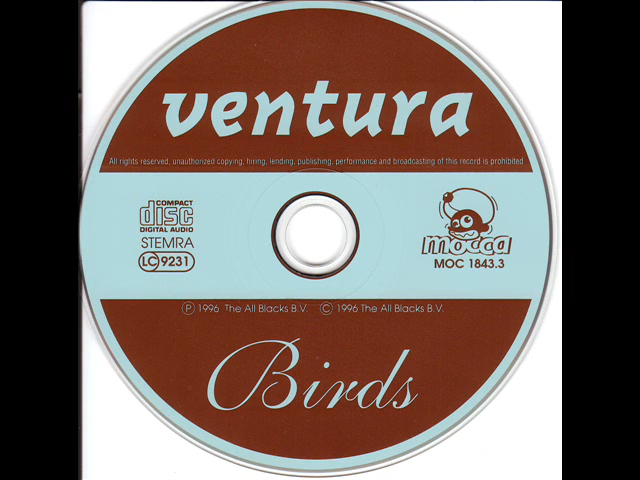 ventura
All rights reserved, unauthorized copying, hiring, lending, publishing, performance and broadcasting of this record is prohibited
COMPACT
disc
DIGITAL AUDIO
STEMRA
LC 9231
mocca
MOC 1843.3
Ⓟ 1996 The All Blacks B.V. Ⓒ 1996 The All Blacks B.V.
Birds